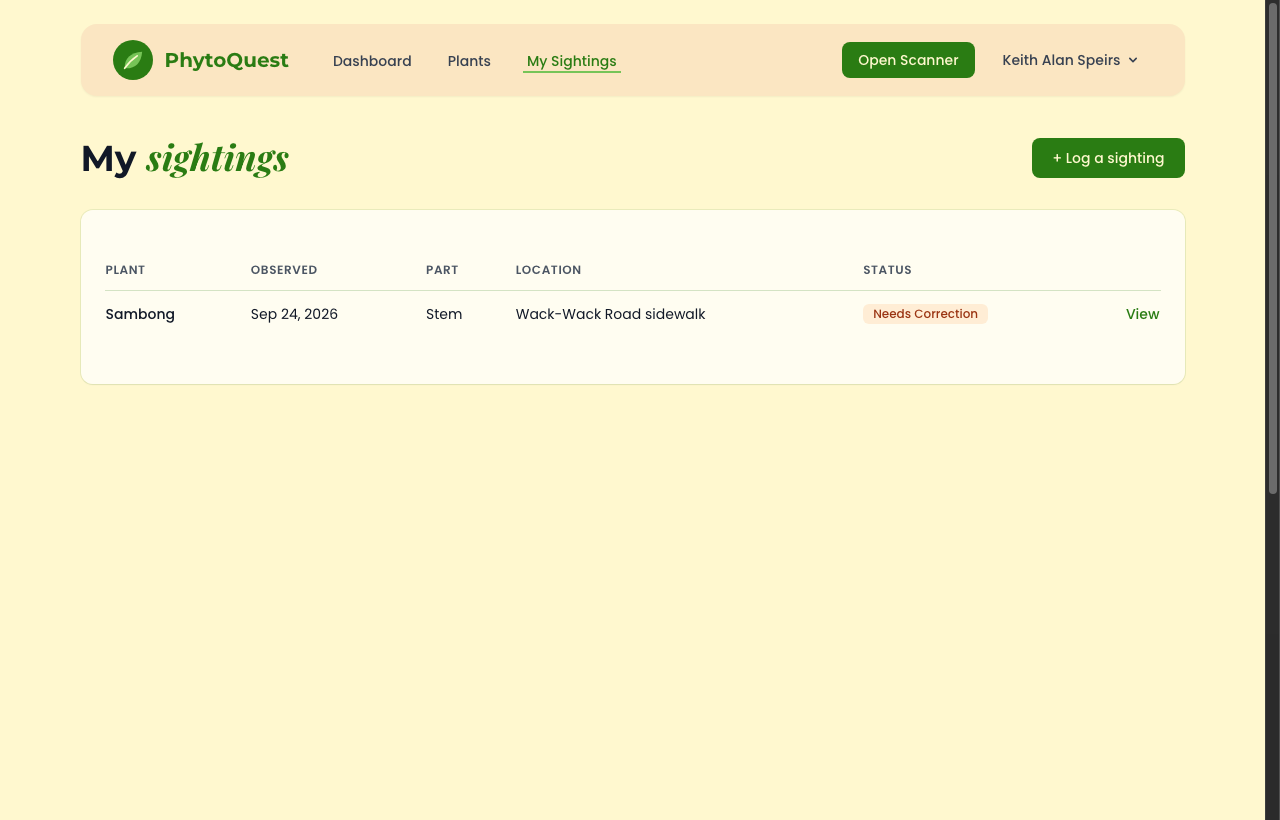 PhytoQuest Dashboard Plants My Sightings Open Scanner Keith Alan Speirs
My sightings + Log a sighting
PLANT OBSERVED PART LOCATION STATUS
Sambong Sep 24, 2026 Stem Wack-Wack Road sidewalk Needs Correction View